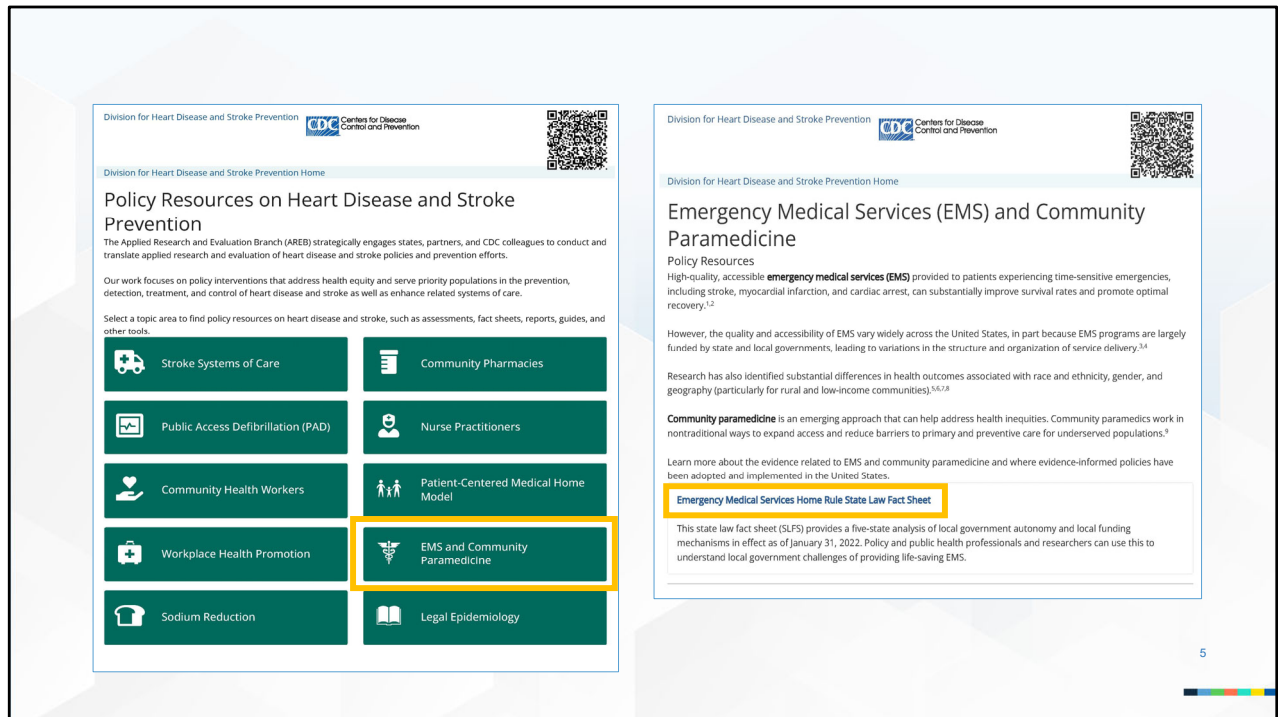 Division for Heart Disease and Stroke Prevention
CDC Centers for Disease
Control and Prevention
Division for Heart Disease and Stroke Prevention Home
Policy Resources on Heart Disease and Stroke
Prevention
The Applied Research and Evaluation Branch (AREB) strategically engages states, partners, and CDC colleagues to conduct and
translate applied research and evaluation of heart disease and stroke policies and prevention efforts.
Our work focuses on policy interventions that address health equity and serve priority populations in the prevention,
detection, treatment, and control of heart disease and stroke as well as enhance related systems of care.
Select a topic area to find policy resources on heart disease and stroke, such as assessments, fact sheets, reports, guides, and
other tools.
Stroke Systems of Care
Community Pharmacies
Public Access Defibrillation (PAD)
Nurse Practitioners
Community Health Workers
Patient-Centered Medical Home
Model
Workplace Health Promotion
EMS and Community
Paramedicine
Sodium Reduction
Legal Epidemiology
Division for Heart Disease and Stroke Prevention
CDC Centers for Disease
Control and Prevention
Division for Heart Disease and Stroke Prevention Home
Emergency Medical Services (EMS) and Community
Paramedicine
Policy Resources
High-quality, accessible emergency medical services (EMS) provided to patients experiencing time-sensitive emergencies,
including stroke, myocardial infarction, and cardiac arrest, can substantially improve survival rates and promote optimal
recovery.1,2
However, the quality and accessibility of EMS vary widely across the United States, in part because EMS programs are largely
funded by state and local governments, leading to variations in the structure and organization of service delivery.3,4
Research has also identified substantial differences in health outcomes associated with race and ethnicity, gender, and
geography (particularly for rural and low-income communities).5,6,7,8
Community paramedicine is an emerging approach that can help address health inequities. Community paramedics work in
nontraditional ways to expand access and reduce barriers to primary and preventive care for underserved populations.9
Learn more about the evidence related to EMS and community paramedicine and where evidence-informed policies have
been adopted and implemented in the United States.
Emergency Medical Services Home Rule State Law Fact Sheet
This state law fact sheet (SLFS) provides a five-state analysis of local government autonomy and local funding
mechanisms in effect as of January 31, 2022. Policy and public health professionals and researchers can use this to
understand local government challenges of providing life-saving EMS.
5